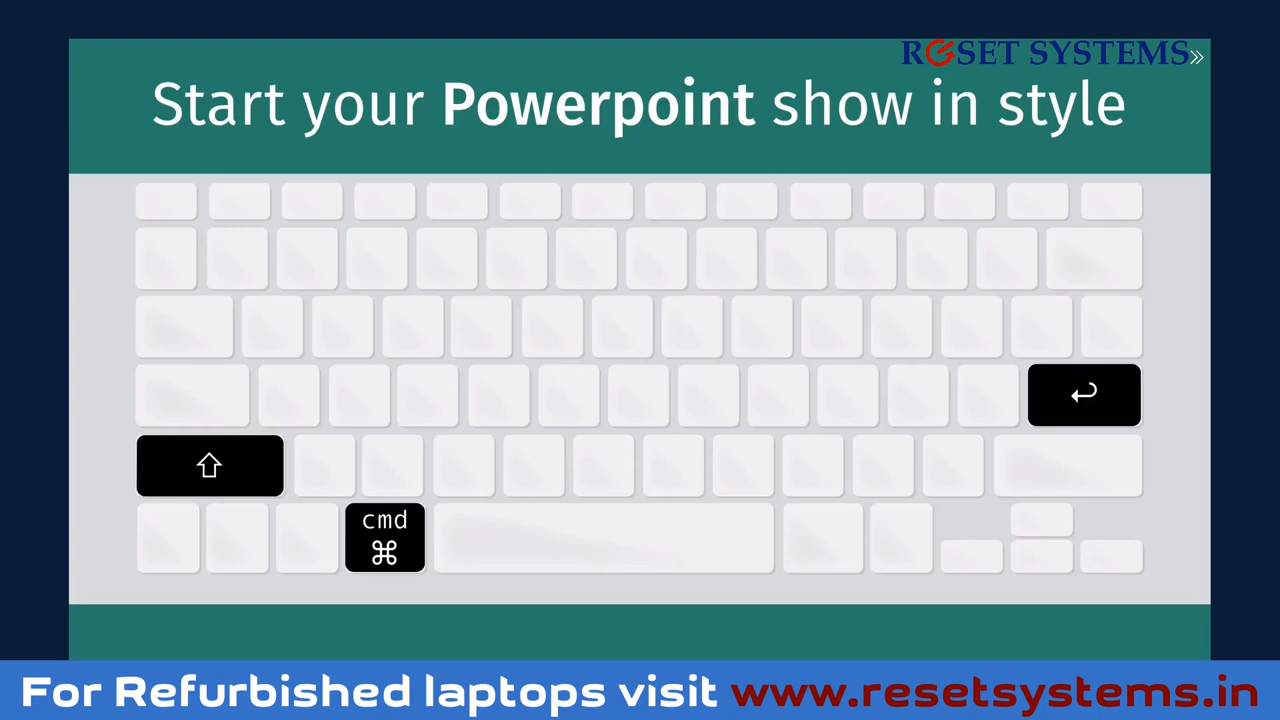 RESET SYSTEMS
Start your Powerpoint show in style
cmd
For Refurbished laptops visit www.resetsystems.in